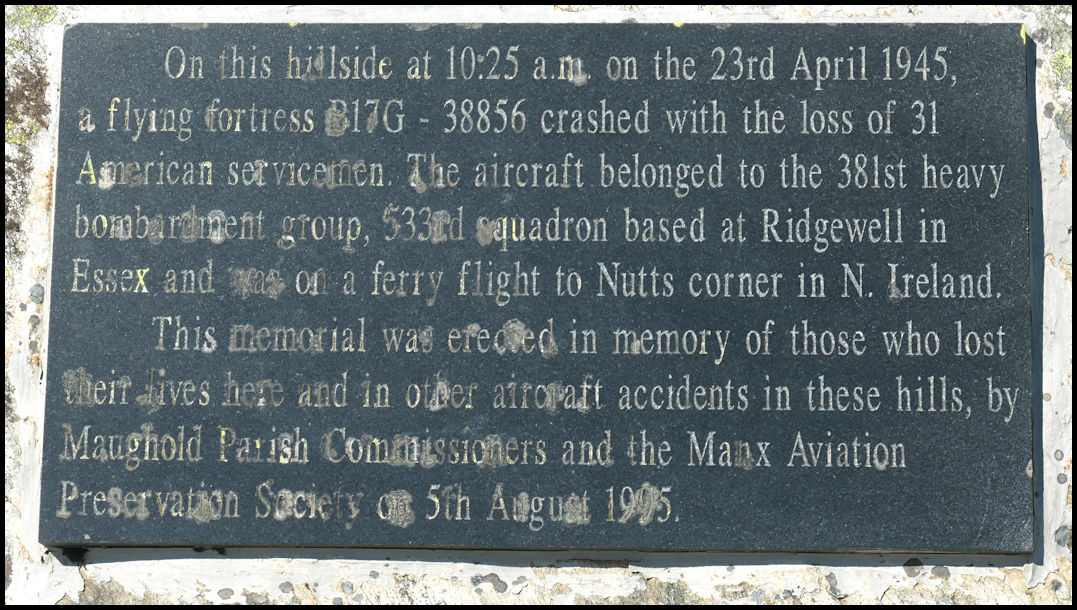 On this hillside at 10:25 a.m. on the 23rd April 1945,
a flying fortress B17G - 38856 crashed with the loss of 31
American servicemen. The aircraft belonged to the 381st heavy
bombardment group, 533rd squadron based at Ridgewell in
Essex and was on a ferry flight to Nutts corner in N. Ireland.
This memorial was erected in memory of those who lost
their lives here and in other aircraft accidents in these hills, by
Maughold Parish Commissioners and the Manx Aviation
Preservation Society on 5th August 1995.